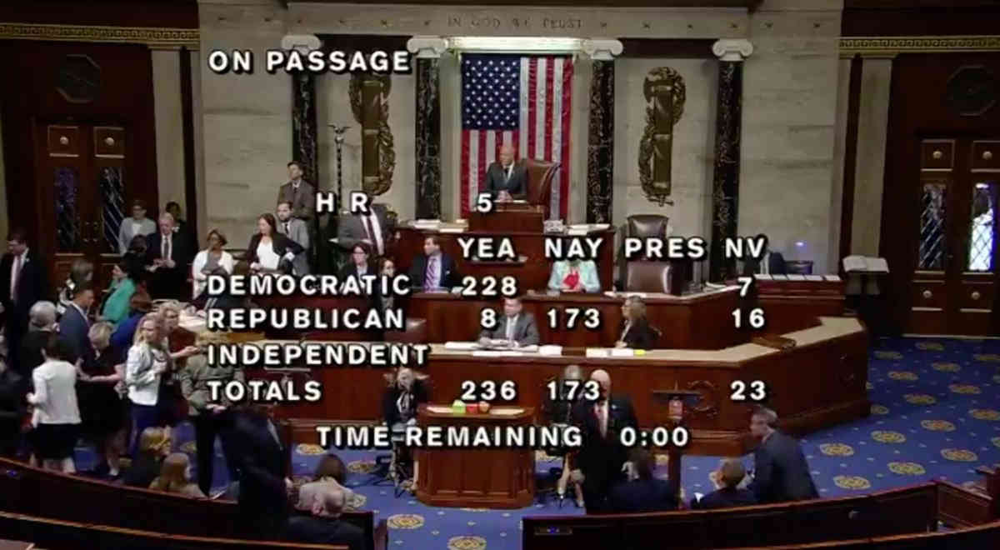 IN GOD WE TRUST
ON PASSAGE
H R 5
YEA NAY PRES NV
DEMOCRATIC 228 7
REPUBLICAN 8 173 16
INDEPENDENT
TOTALS 236 173 23
TIME REMAINING 0:00